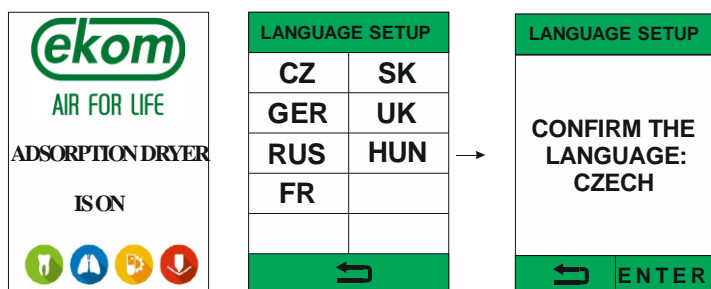 ekom
AIR FOR LIFE
ADSORPTION DRYER
IS ON
LANGUAGE SETUP
CZ SK
GER UK
RUS HUN
FR
LANGUAGE SETUP
CONFIRM THE
LANGUAGE:
CZECH
ENTER